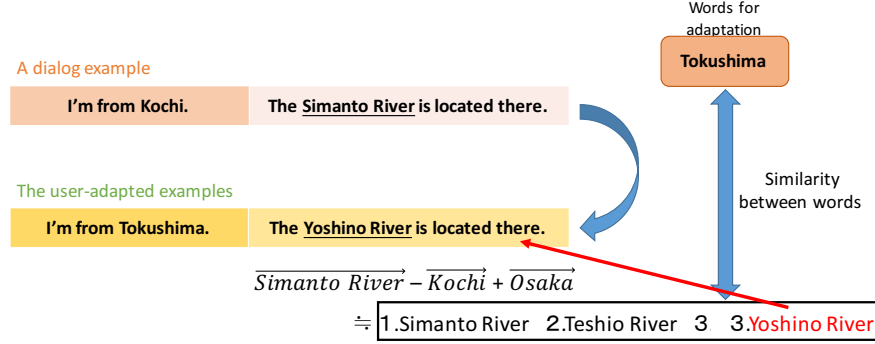 Words for
adaptation
Tokushima
A dialog example
I'm from Kochi.
The Simanto River is located there.
The user-adapted examples
I'm from Tokushima.
The Yoshino River is located there.
Similarity
between words
Simanto River − Kochi + Osaka
≒ 1.Simanto River 2.Teshio River 3. 3.Yoshino River